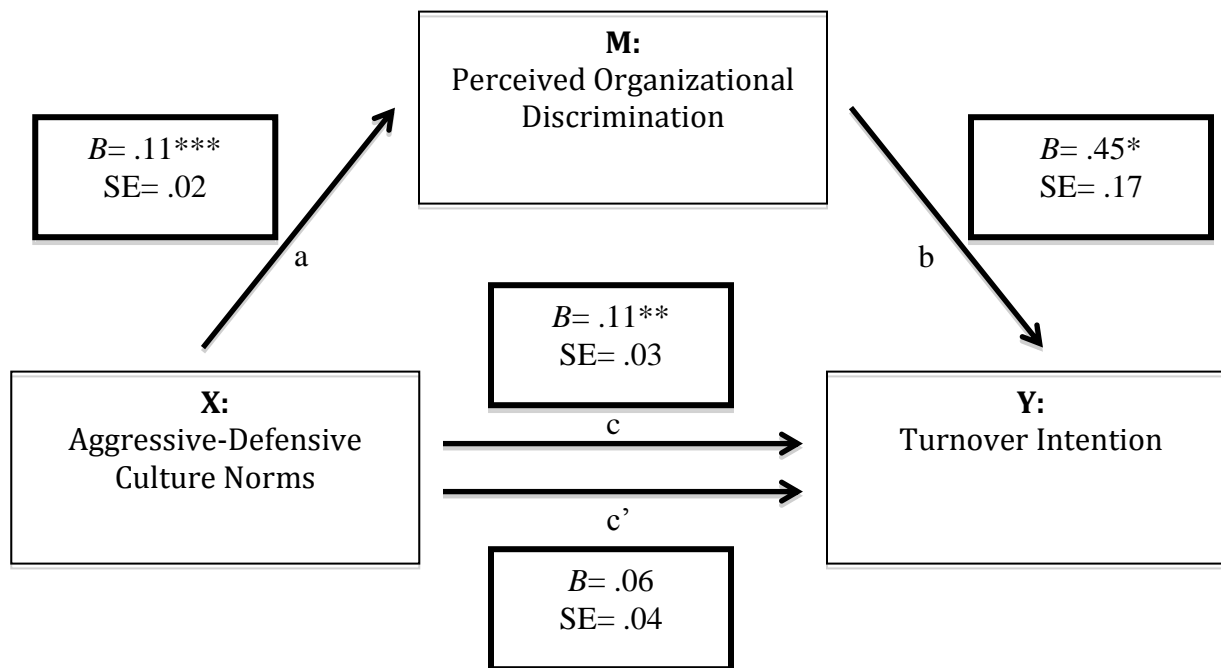 M:
Perceived Organizational
Discrimination
B= .11***
SE= .02
B= .45*
SE= .17
a
b
B= .11**
SE= .03
X:
Aggressive-Defensive
Culture Norms
c
Y:
Turnover Intention
c’
B= .06
SE= .04